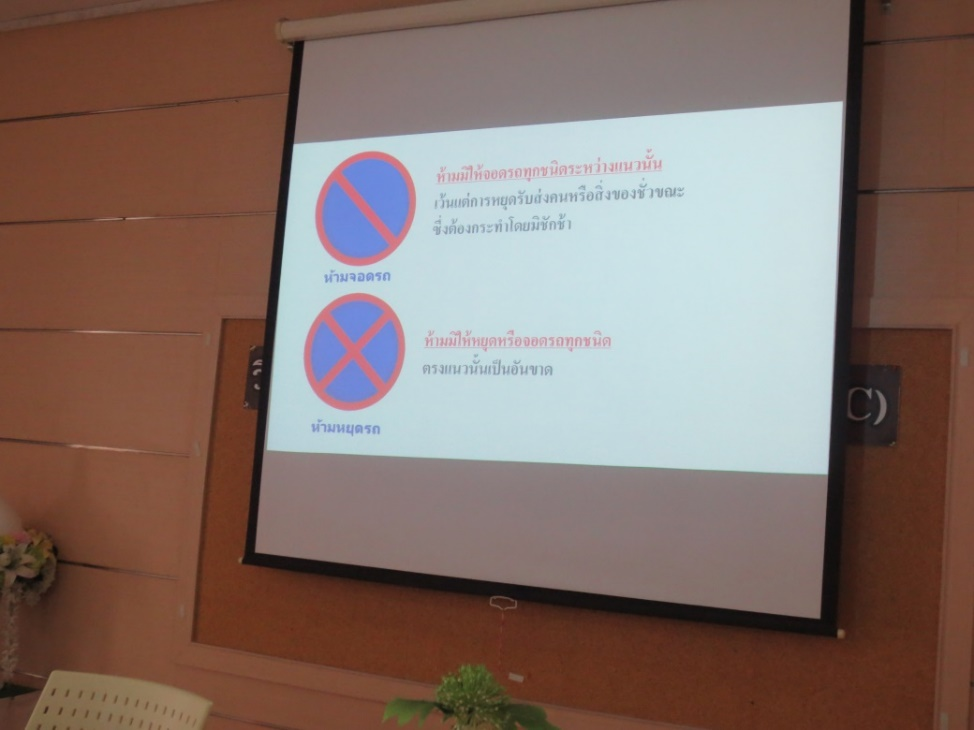 ห้ามมิให้จอดรถทุกชนิดระหว่างแนวนั้น
เว้นแต่การหยุดรับส่งคนหรือสิ่งของชั่วขณะ
ซึ่งต้องกระทำโดยมิชักช้า
ห้ามจอดรถ
ห้ามมิให้หยุดหรือจอดรถทุกชนิด
ตรงแนวนั้นเป็นอันขาด
ห้ามหยุดรถ
C)